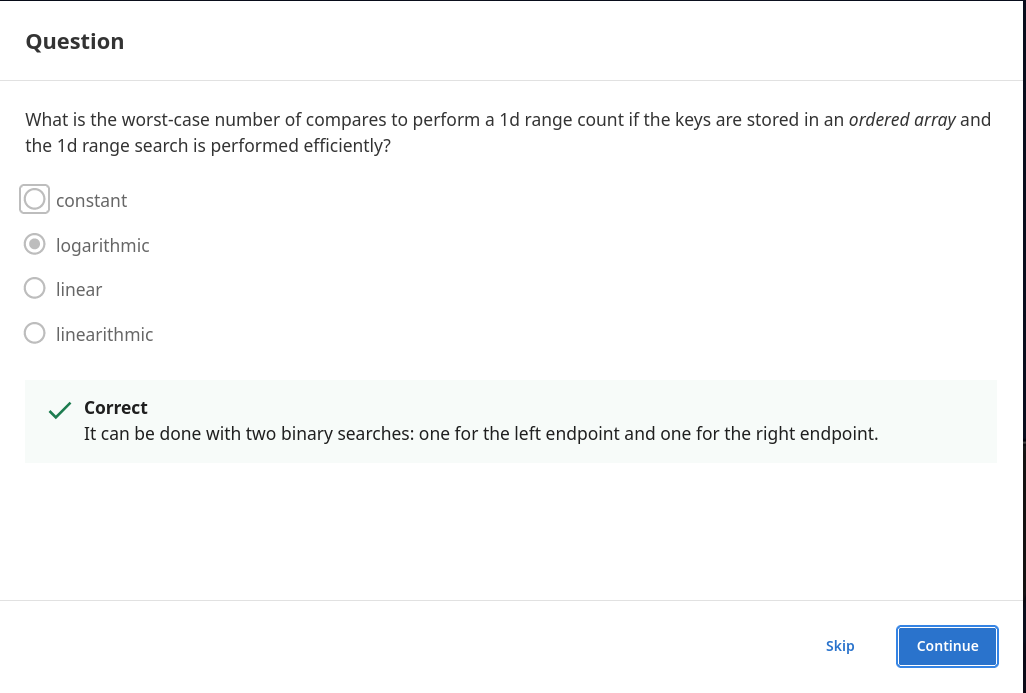 Question
What is the worst-case number of compares to perform a 1d range count if the keys are stored in an ordered array and
the 1d range search is performed efficiently?
constant
logarithmic
linear
linearithmic
Correct
It can be done with two binary searches: one for the left endpoint and one for the right endpoint.
Skip
Continue